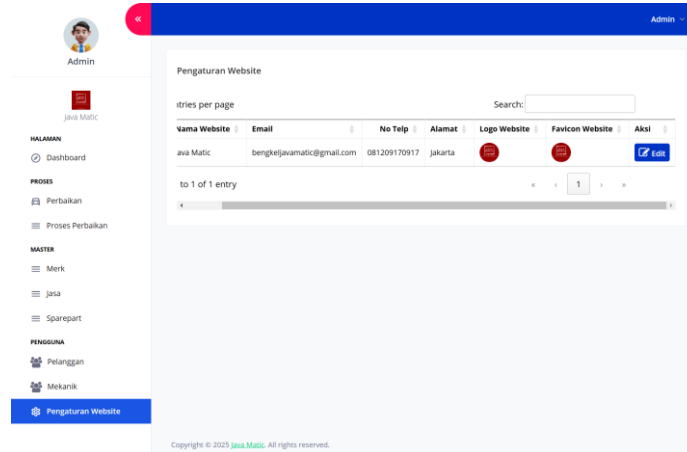 «
Admin
Admin
Java Matic
HALAMAN
Dashboard
PROSES
Perbaikan
Proses Perbaikan
MASTER
Merk
Jasa
Sparepart
PENGGUNA
Pelanggan
Mekanik
Pengaturan Website
Pengaturan Website
ntries per page Search:
Nama Website Email No Telp Alamat Logo Website Favicon Website Aksi
ava Matic bengkeljavamatic@gmail.com 081209170917 Jakarta Edit
to 1 of 1 entry « ‹ 1 › »
Copyright © 2025 Java Matic. All rights reserved.